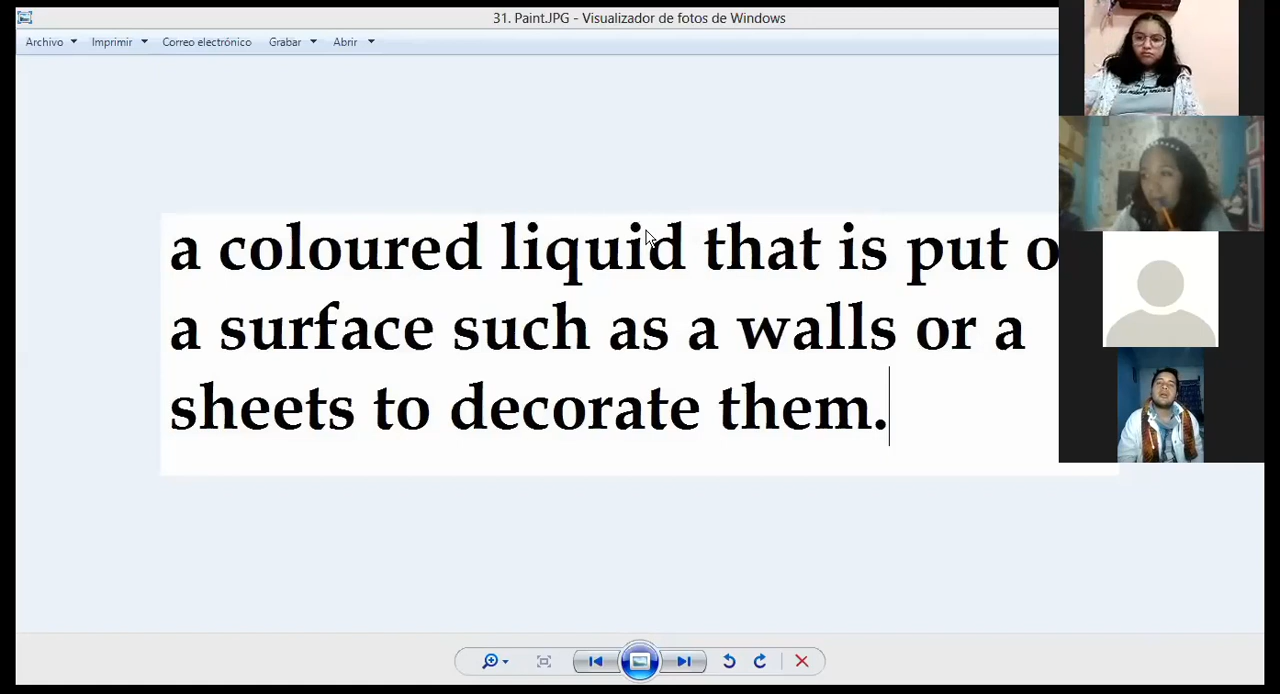 31. Paint.JPG - Visualizador de fotos de Windows
Archivo Imprimir Correo electrónico Grabar Abrir
a coloured liquid that is put o
a surface such as a walls or a
sheets to decorate them.